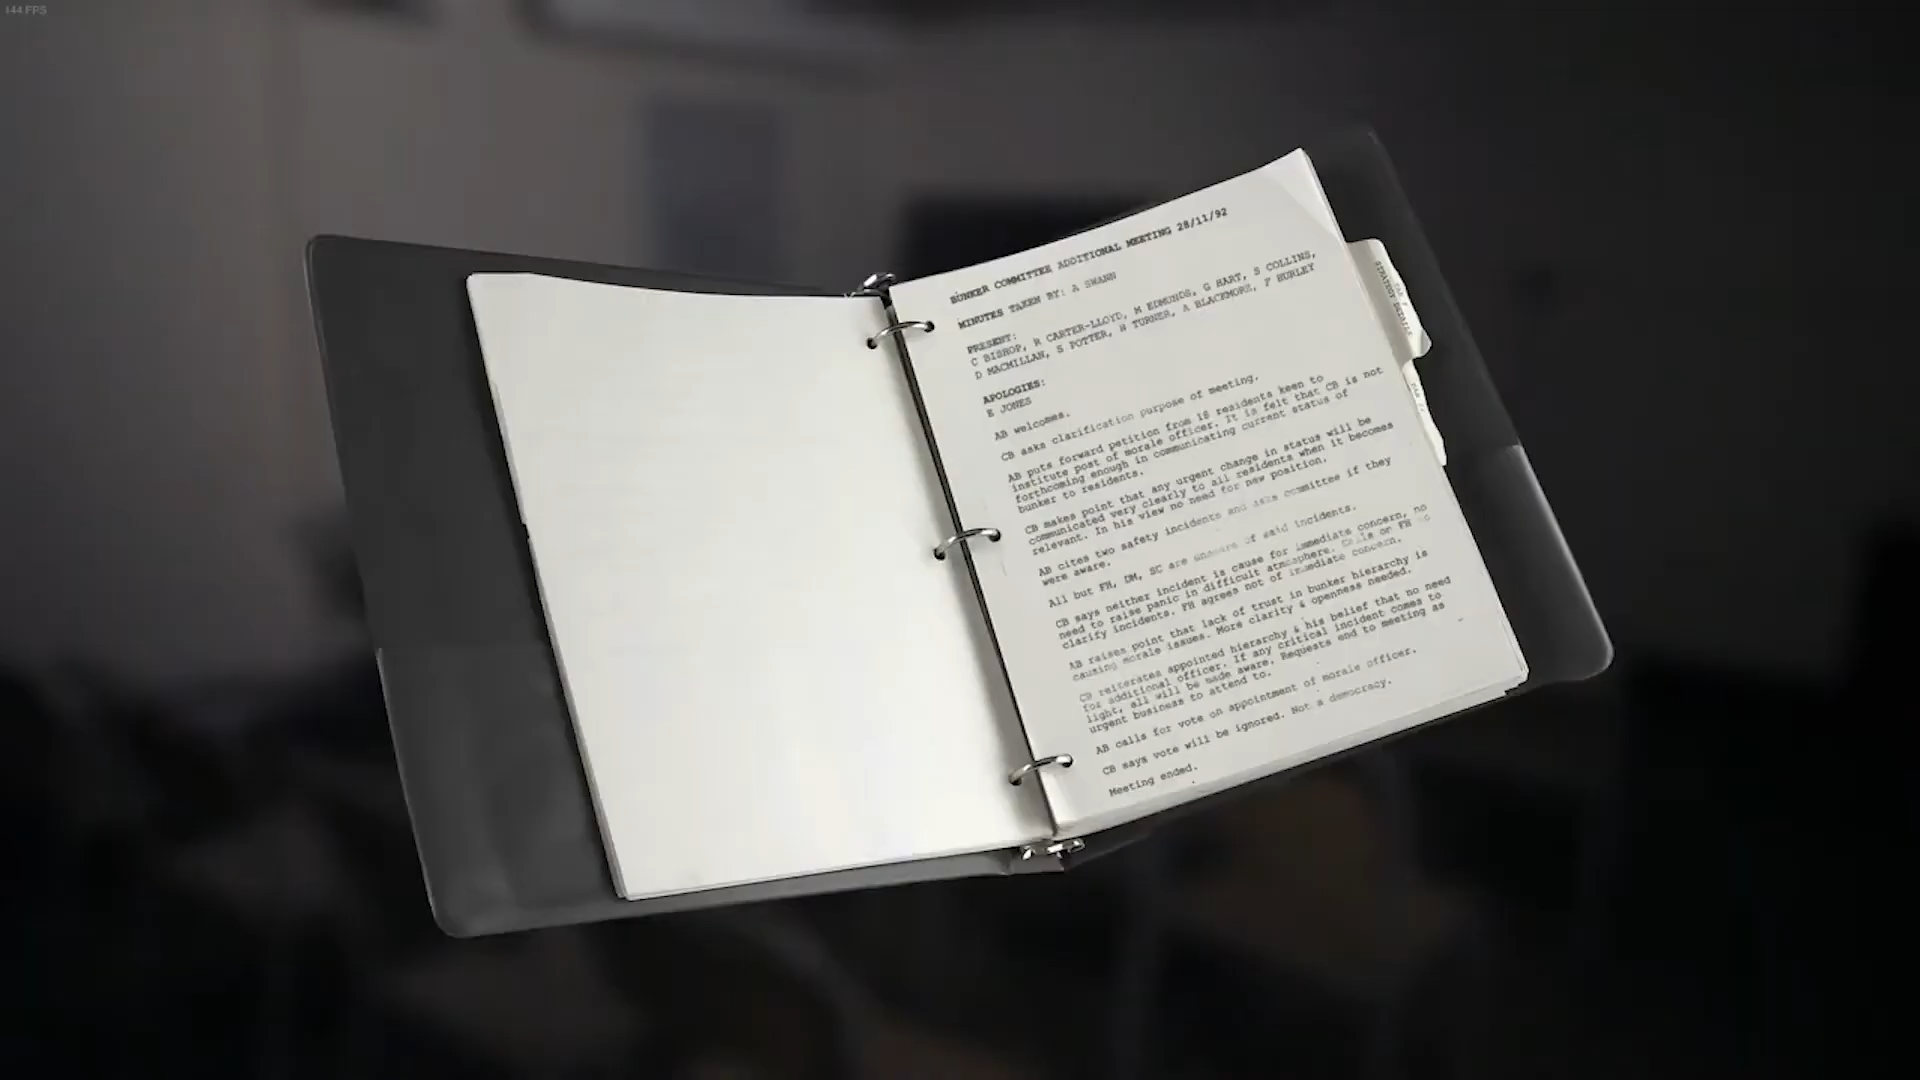 144 FPS
BUNKER COMMITTEE ADDITIONAL MEETING 28/11/92
MINUTES TAKEN BY: A SWANN
PRESENT:
C BISHOP, R CARTER-LLOYD, M EDMUNDS, G HART, S COLLINS,
D MACMILLAN, S POTTER, H TURNER, A BLACKMORE, F HURLEY
APOLOGIES:
E JONES
AB welcomes.
CB asks clarification purpose of meeting.
AB puts forward petition from 18 residents keen to
institute post of morale officer. It is felt that CB is not
forthcoming enough in communicating current status of
bunker to residents.
CB makes point that any urgent change in status will be
communicated very clearly to all residents when it becomes
relevant. In his view no need for new position.
AB cites two safety incidents and asks committee if they
were aware.
All but FH, DM, SC are unaware of said incidents.
CB says neither incident is cause for immediate concern, no
need to raise panic in difficult atmosphere. Calls on FH to
clarify incidents. FH agrees not of immediate concern.
AB raises point that lack of trust in bunker hierarchy is
causing morale issues. More clarity & openness needed.
CB reiterates appointed hierarchy & his belief that no need
for additional officer. If any critical incident comes to
light, all will be made aware. Requests end to meeting as
urgent business to attend to.
AB calls for vote on appointment of morale officer.
CB says vote will be ignored. Not a democracy.
Meeting ended.
STRATEGY DETAILS